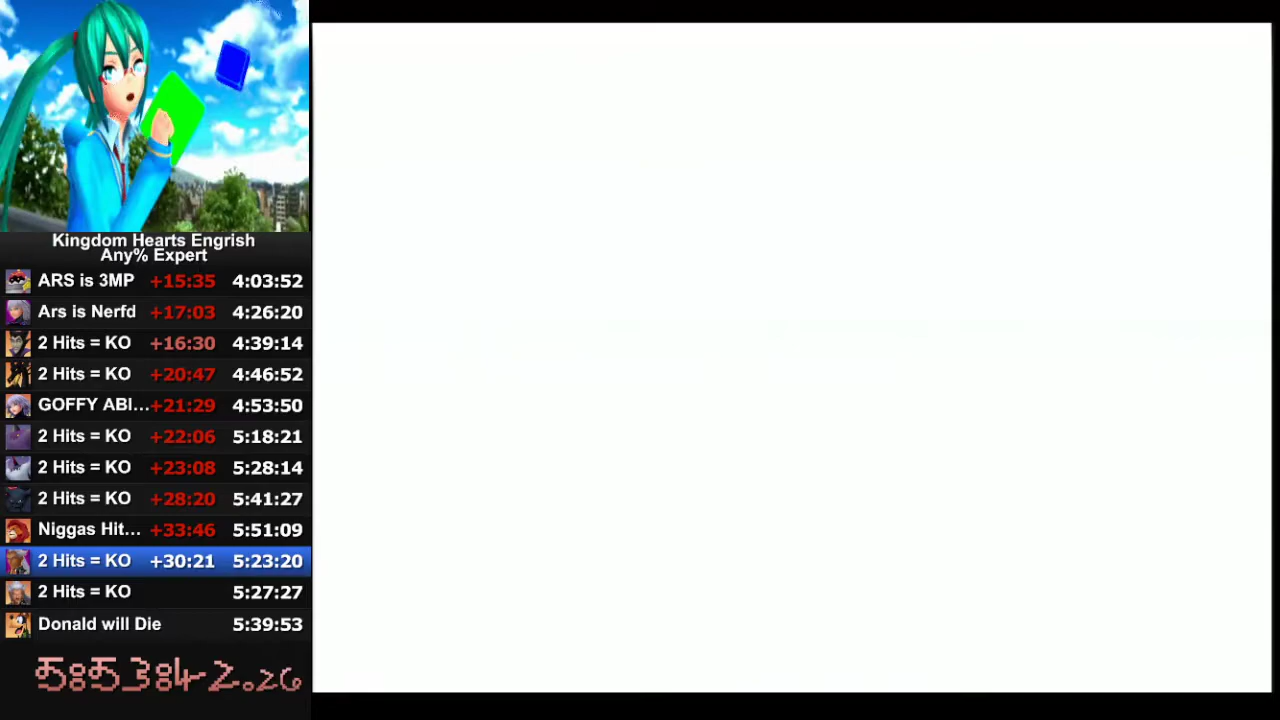 Kingdom Hearts Engrish
Any% Expert
ARS is 3MP +15:35 4:03:52
Ars is Nerfd +17:03 4:26:20
2 Hits = KO +16:30 4:39:14
2 Hits = KO +20:47 4:46:52
GOFFY ABI... +21:29 4:53:50
2 Hits = KO +22:06 5:18:21
2 Hits = KO +23:08 5:28:14
2 Hits = KO +28:20 5:41:27
Niggas Hit... +33:46 5:51:09
2 Hits = KO +30:21 5:23:20
2 Hits = KO 5:27:27
Donald will Die 5:39:53